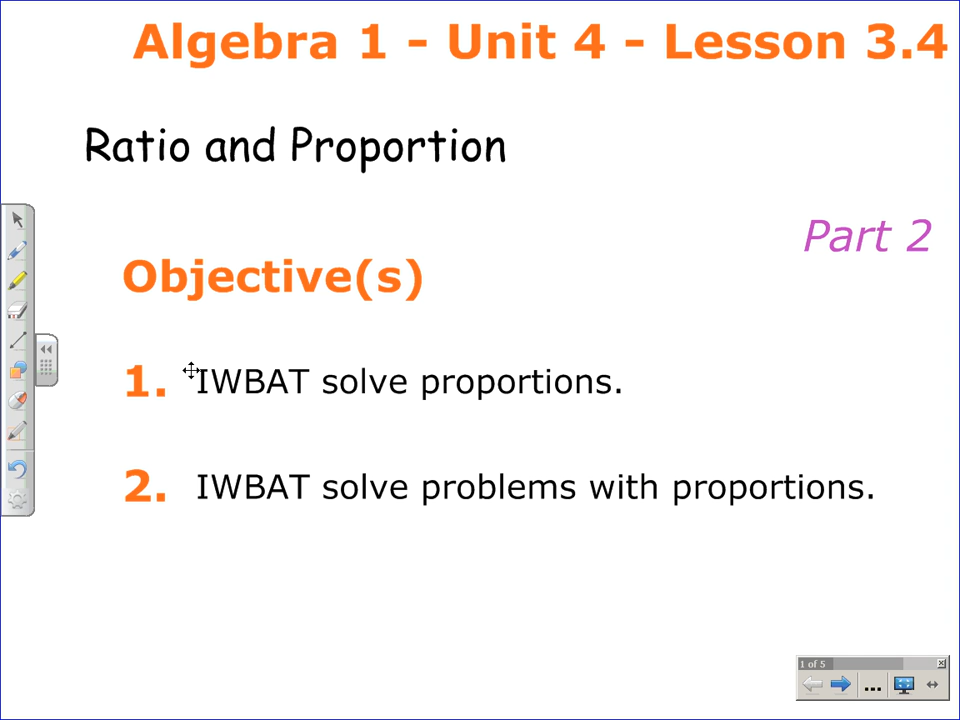 Algebra 1 - Unit 4 - Lesson 3.4
Ratio and Proportion
Part 2
Objective(s)
1. IWBAT solve proportions.
2. IWBAT solve problems with proportions.
1 of 5
...